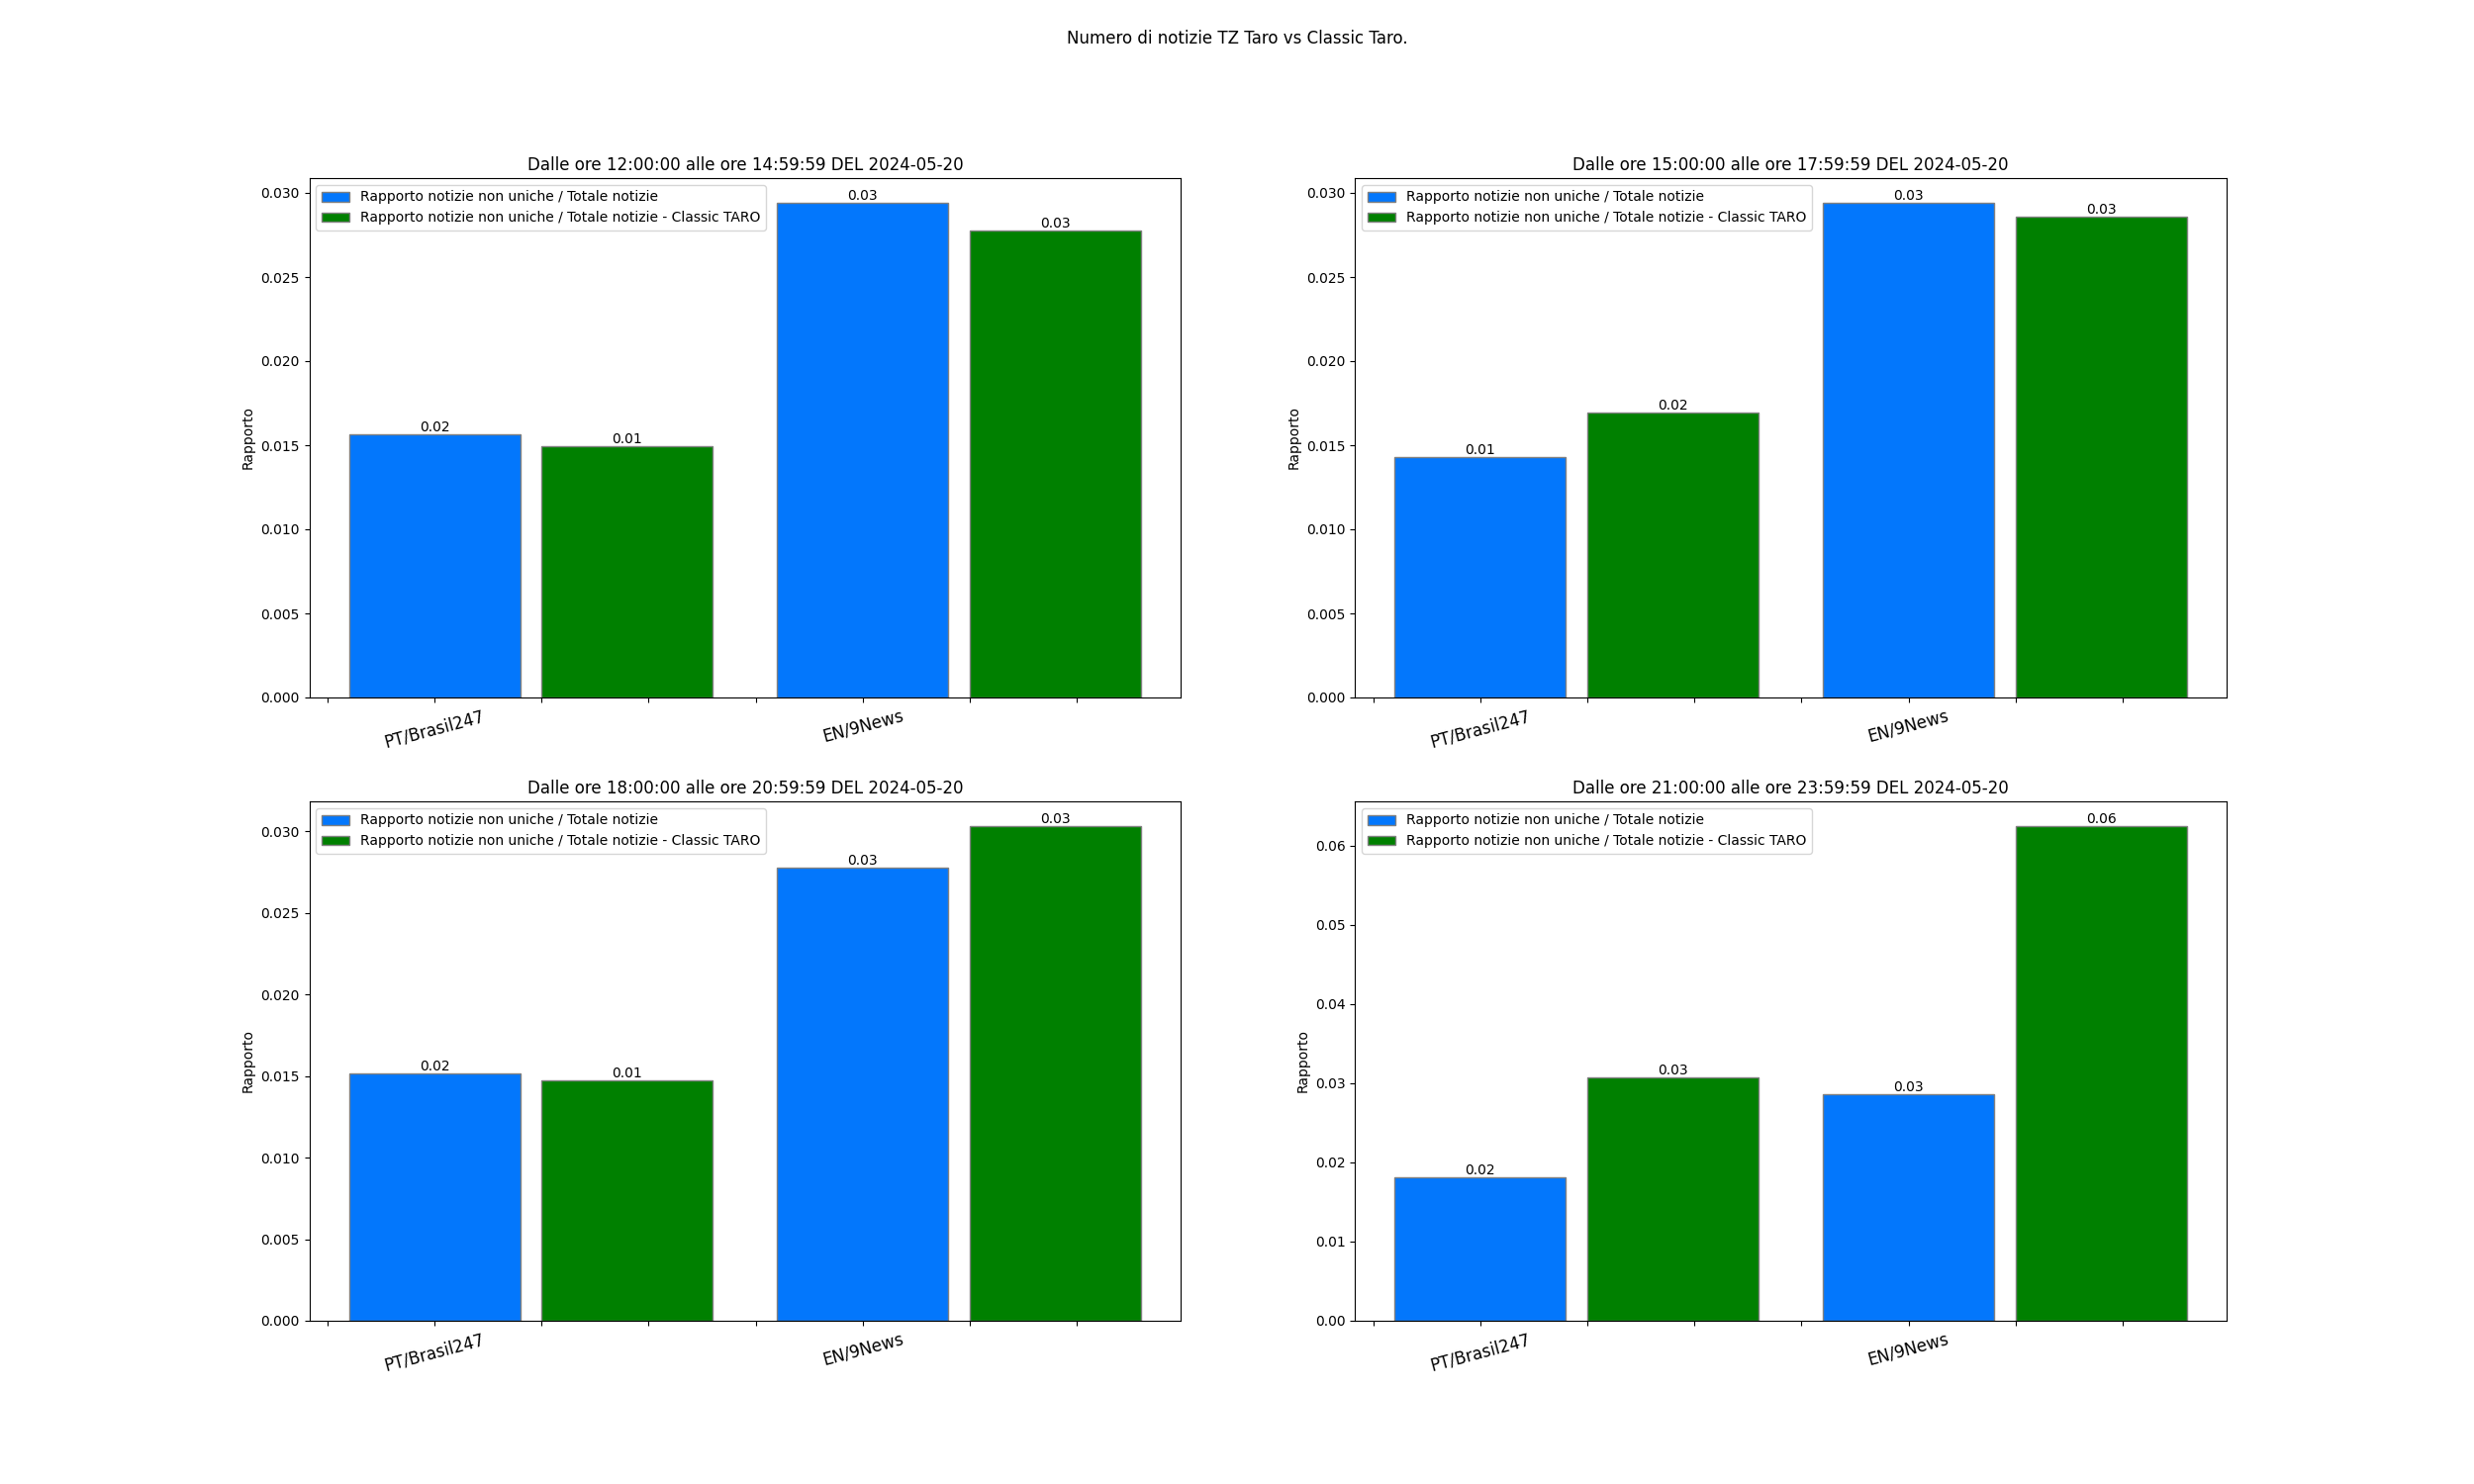 Numero di notizie TZ Taro vs Classic Taro.
Dalle ore 12:00:00 alle ore 14:59:59 DEL 2024-05-20
Rapporto notizie non uniche / Totale notizie
Rapporto notizie non uniche / Totale notizie - Classic TARO
0.030
0.025
0.020
0.015
0.010
0.005
0.000
Rapporto
0.02
0.01
0.03
0.03
PT/Brasil247
EN/9News
Dalle ore 15:00:00 alle ore 17:59:59 DEL 2024-05-20
Rapporto notizie non uniche / Totale notizie
Rapporto notizie non uniche / Totale notizie - Classic TARO
0.030
0.025
0.020
0.015
0.010
0.005
0.000
Rapporto
0.01
0.02
0.03
0.03
PT/Brasil247
EN/9News
Dalle ore 18:00:00 alle ore 20:59:59 DEL 2024-05-20
Rapporto notizie non uniche / Totale notizie
Rapporto notizie non uniche / Totale notizie - Classic TARO
0.030
0.025
0.020
0.015
0.010
0.005
0.000
Rapporto
0.02
0.01
0.03
0.03
PT/Brasil247
EN/9News
Dalle ore 21:00:00 alle ore 23:59:59 DEL 2024-05-20
Rapporto notizie non uniche / Totale notizie
Rapporto notizie non uniche / Totale notizie - Classic TARO
0.06
0.05
0.04
0.03
0.02
0.01
0.00
Rapporto
0.02
0.03
0.03
0.06
PT/Brasil247
EN/9News